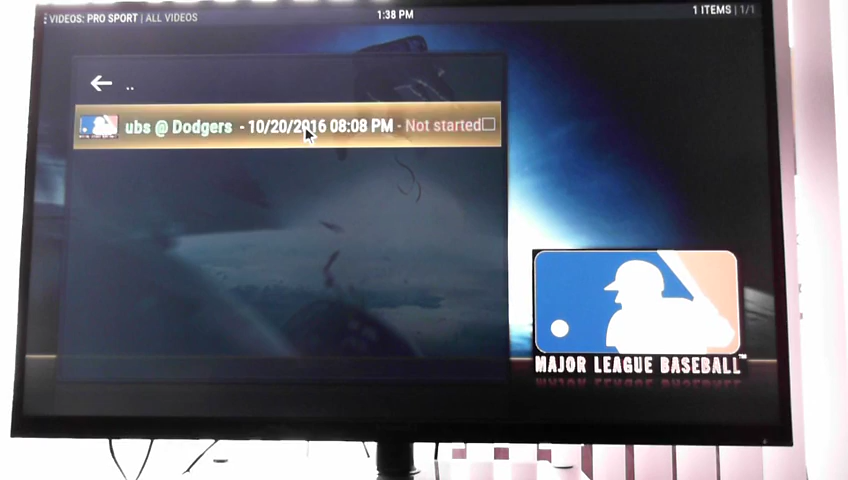 VIDEOS: PRO SPORT | ALL VIDEOS
1:38 PM
1 ITEMS | 1/1
..
ubs @ Dodgers - 10/20/2016 08:08 PM - Not started
MAJOR LEAGUE BASEBALL™